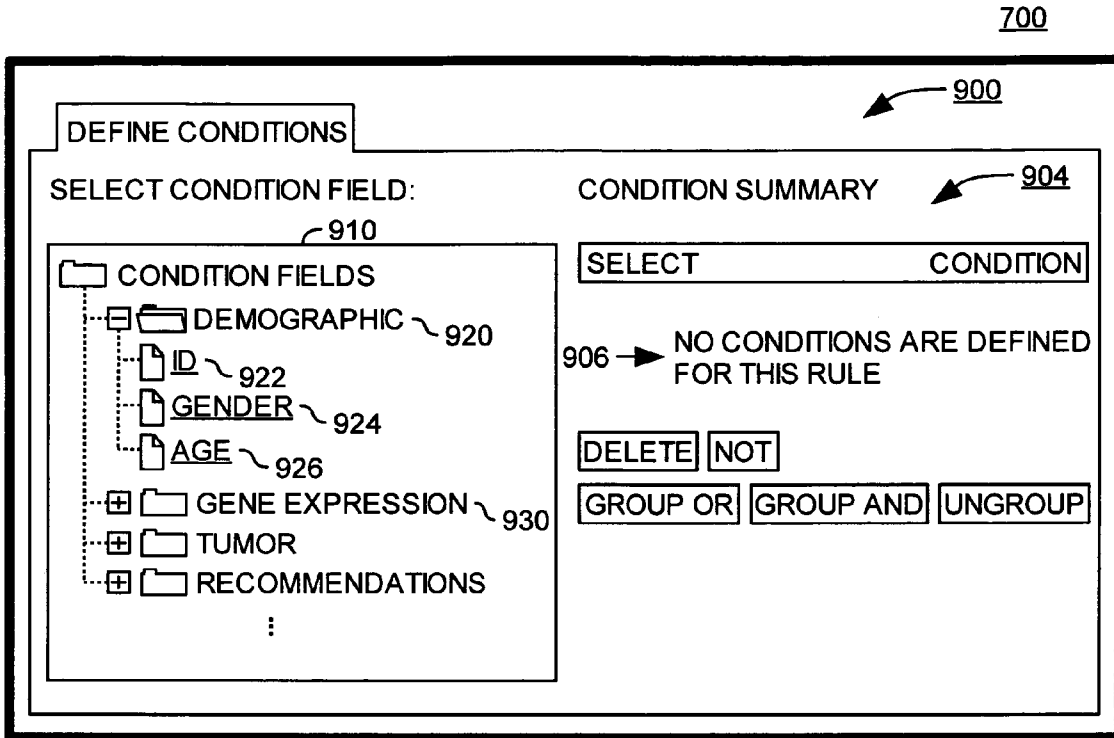 700
900
DEFINE CONDITIONS
SELECT CONDITION FIELD:
910
CONDITION FIELDS
DEMOGRAPHIC 920
ID 922
GENDER 924
AGE 926
GENE EXPRESSION 930
TUMOR
RECOMMENDATIONS
CONDITION SUMMARY 904
SELECT CONDITION
906 NO CONDITIONS ARE DEFINED
FOR THIS RULE
DELETE NOT
GROUP OR GROUP AND UNGROUP